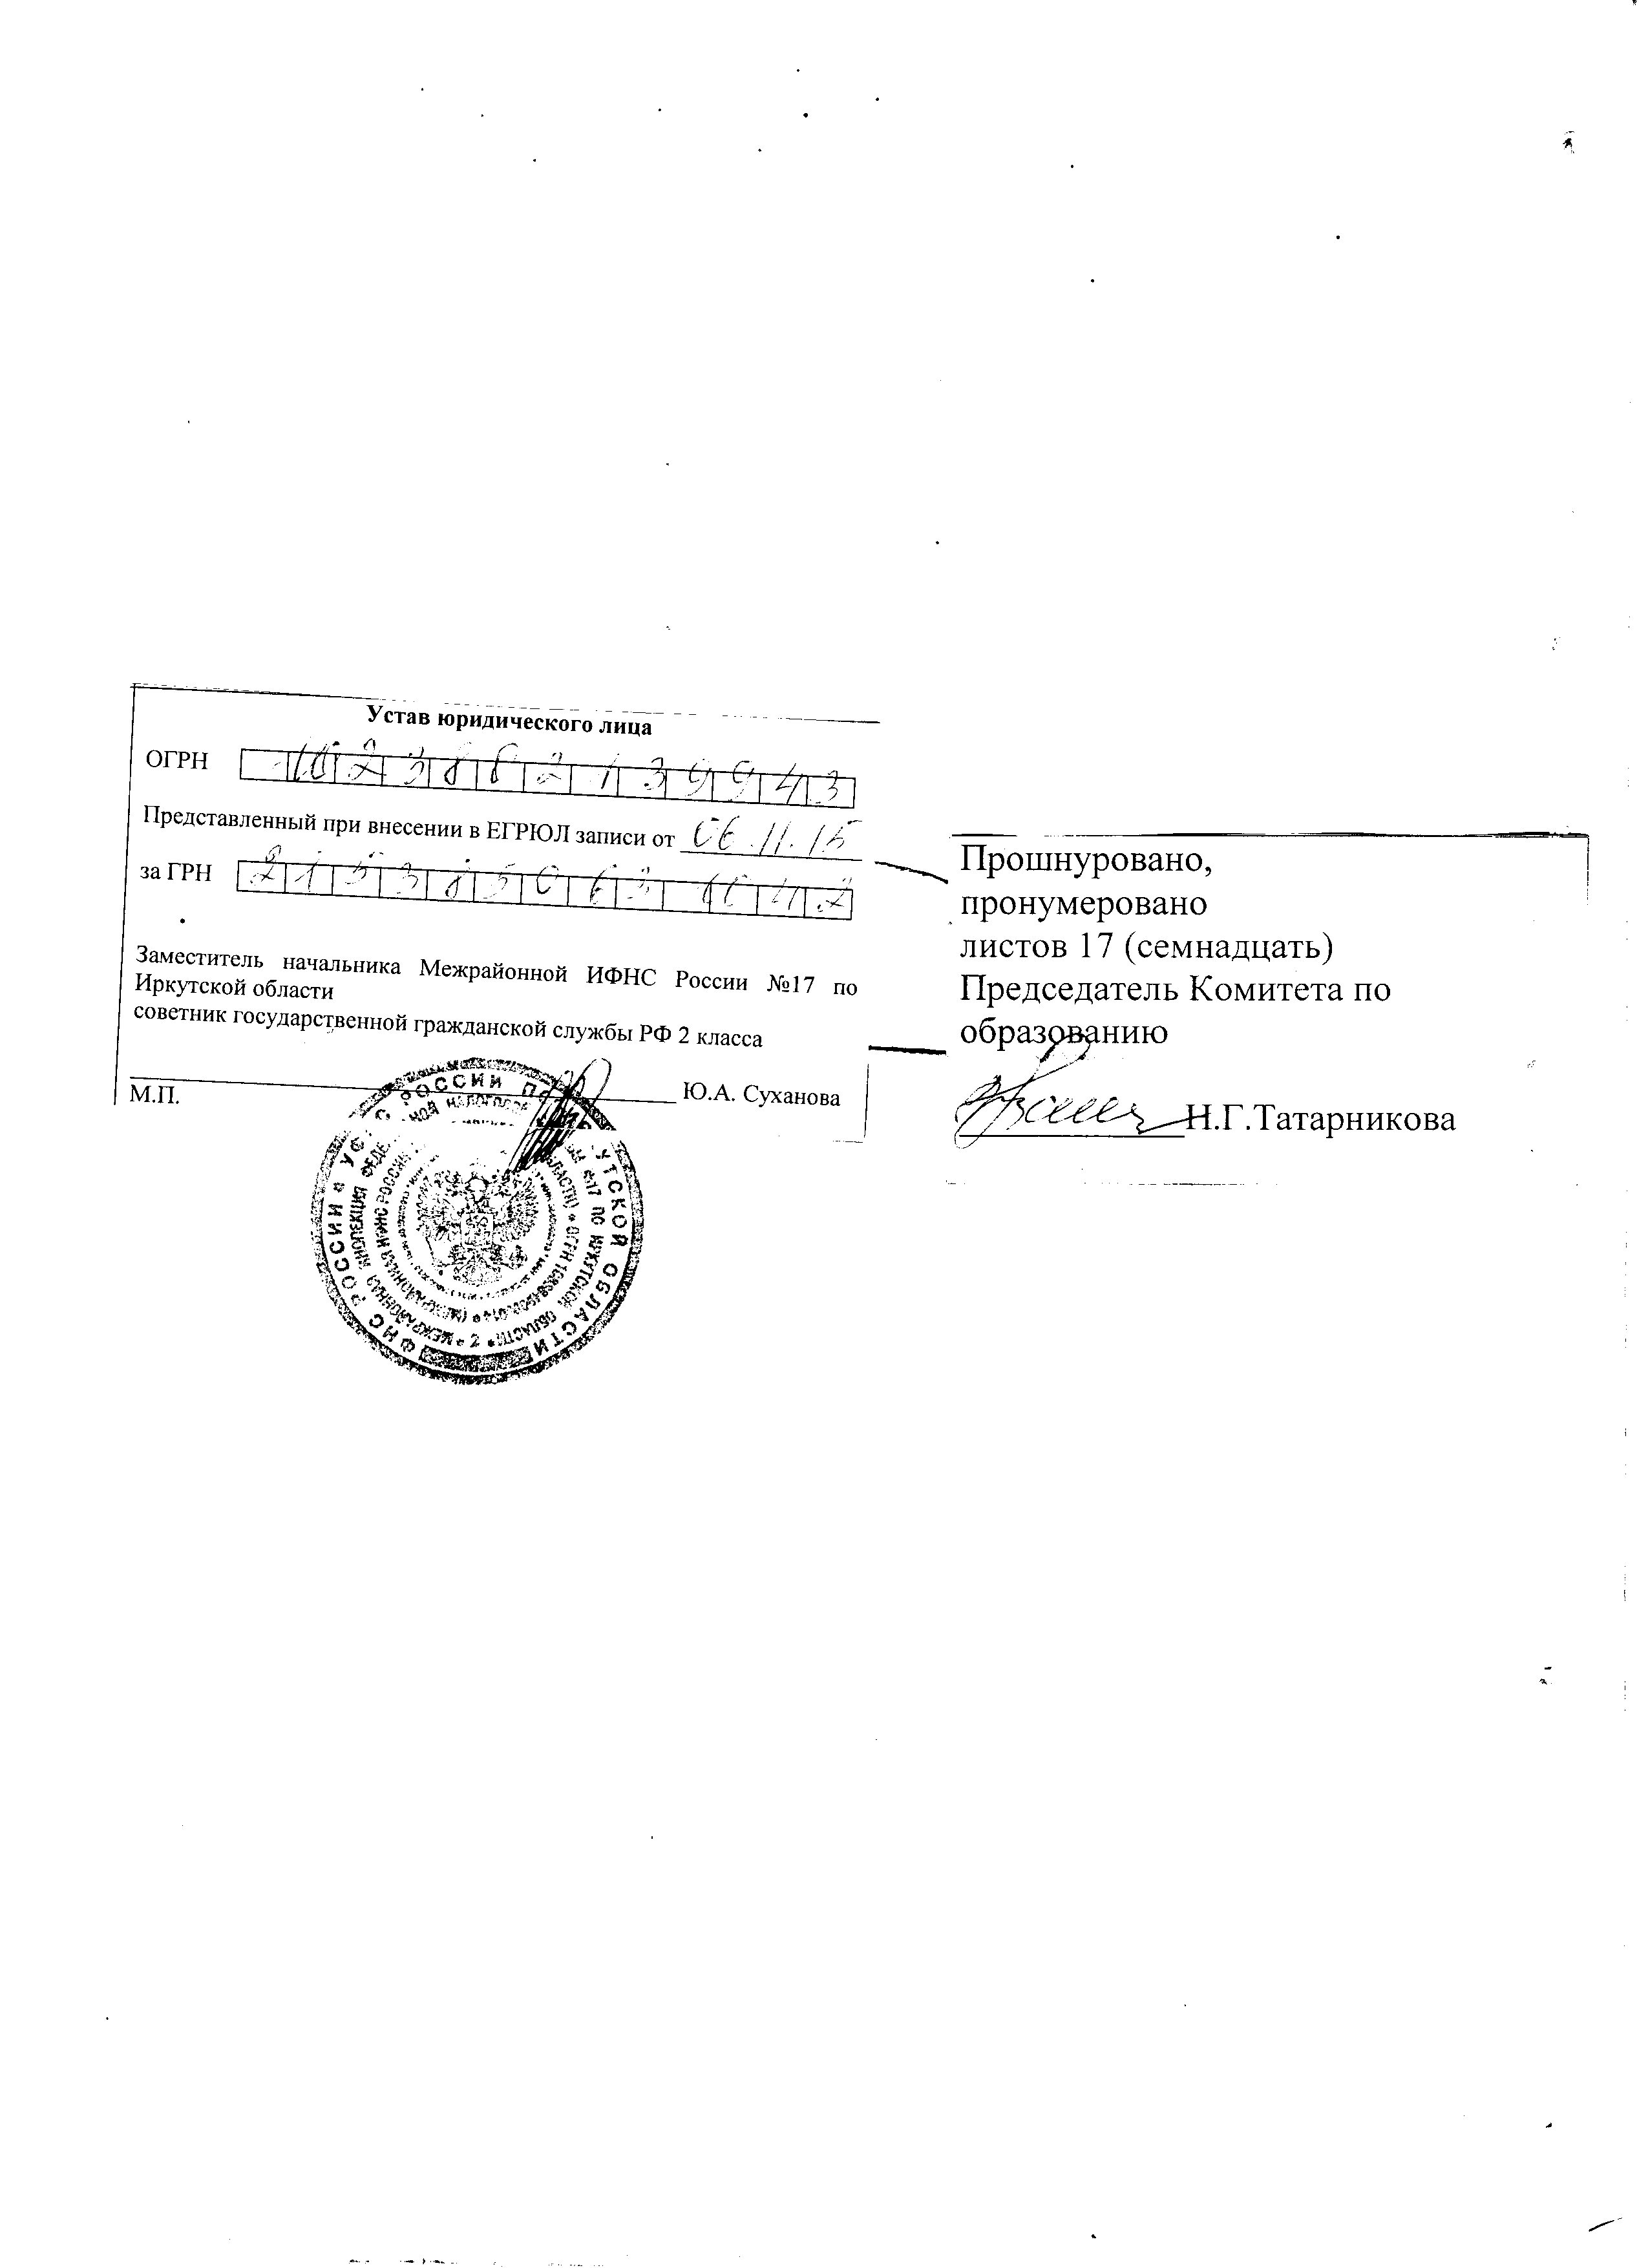 Устав юридического лица
ОГРН
Представленный при внесении в ЕГРЮЛ записи от 06.11.15
за ГРН
Заместитель начальника Межрайонной ИФНС России №17 по
Иркутской области
советник государственной гражданской службы РФ 2 класса
Ю.А. Суханова
М.П.
Прошнуровано,
пронумеровано
листов 17 (семнадцать)
Председатель Комитета по
образованию
Н.Г.Татарникова